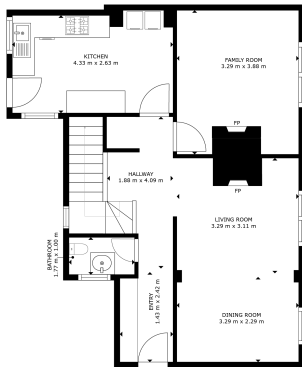 KITCHEN
4.33 m x 2.63 m
FAMILY ROOM
3.29 m x 3.88 m
FP
HALLWAY
1.88 m x 4.09 m
FP
LIVING ROOM
3.29 m x 3.11 m
BATHROOM
1.77 m x 1.00 m
ENTRY
1.43 m x 2.42 m
DINING ROOM
3.29 m x 2.29 m